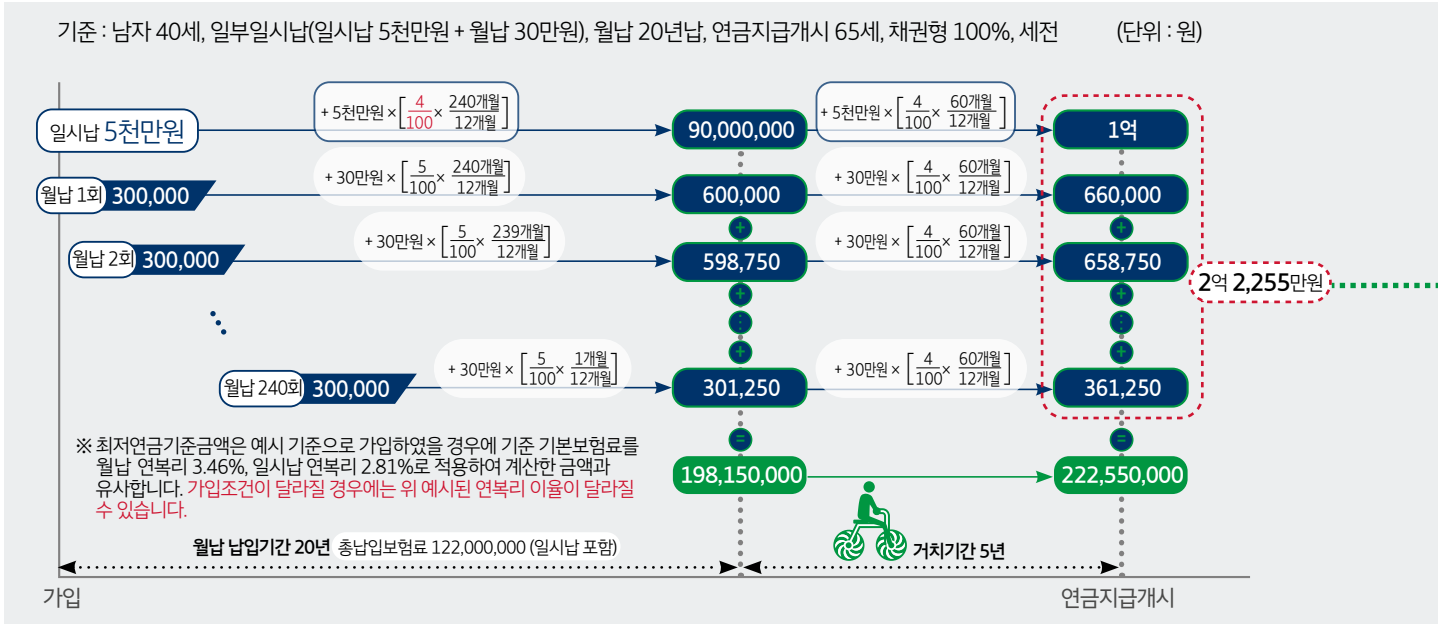 기준 : 남자 40세, 일부일시납(일시납 5천만원 + 월납 30만원), 월납 20년납, 연금지급개시 65세, 채권형 100%, 세전 (단위 : 원)
일시납 5천만원 + 5천만원 × [4/100 × 240개월/12개월] 90,000,000 + 5천만원 × [4/100 × 60개월/12개월] 1억
월납 1회 300,000 + 30만원 × [5/100 × 240개월/12개월] 600,000 + 30만원 × [4/100 × 60개월/12개월] 660,000
+ +
월납 2회 300,000 + 30만원 × [5/100 × 239개월/12개월] 598,750 + 30만원 × [4/100 × 60개월/12개월] 658,750
2억 2,255만원
+ +
+ +
월납 240회 300,000 + 30만원 × [5/100 × 1개월/12개월] 301,250 + 30만원 × [4/100 × 60개월/12개월] 361,250
= =
198,150,000 222,550,000
※ 최저연금기준금액은 예시 기준으로 가입하였을 경우에 기준 기본보험료를
월납 연복리 3.46%, 일시납 연복리 2.81%로 적용하여 계산한 금액과
유사합니다. 가입조건이 달라질 경우에는 위 예시된 연복리 이율이 달라질
수 있습니다.
월납 납입기간 20년 총납입보험료 122,000,000 (일시납 포함) 거치기간 5년
가입 연금지급개시